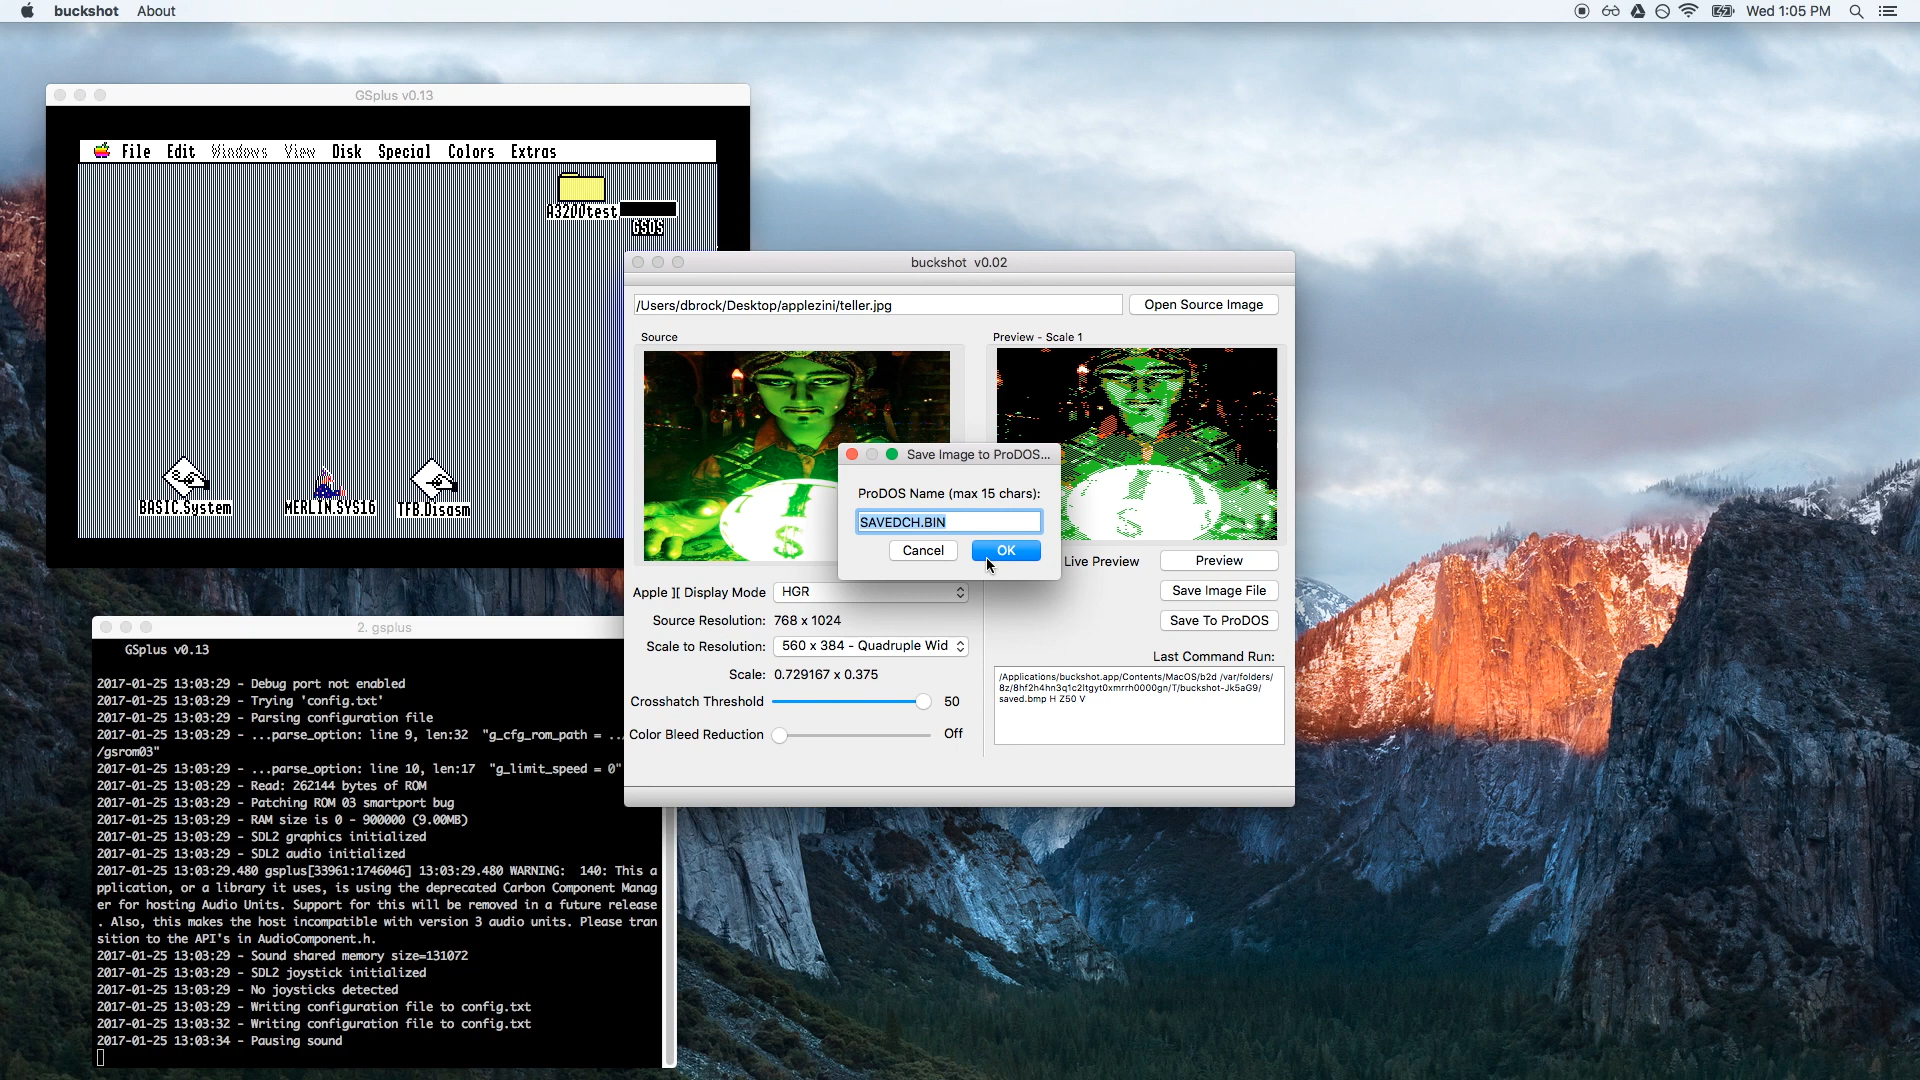 buckshot About
Wed 1:05 PM
GSplus v0.13
File Edit Windows View Disk Special Colors Extras
A3200test
GSOS
BASIC.System
MERLIN.SYS16
TFB.Disasm
buckshot v0.02
/Users/dbrock/Desktop/applezini/teller.jpg
Open Source Image
Source
Preview - Scale 1
Save Image to ProDOS...
ProDOS Name (max 15 chars):
SAVEDCH.BIN
Cancel
OK
Live Preview
Preview
Apple ][ Display Mode
HGR
Save Image File
Source Resolution: 768 x 1024
Save To ProDOS
Scale to Resolution:
560 x 384 - Quadruple Wid
Last Command Run:
Scale: 0.729167 x 0.375
/Applications/buckshot.app/Contents/MacOS/b2d /var/folders/
8z/8hf2h4hn3q1c2ltgyt0xmrrh0000gn/T/buckshot-Jk5aG9/
saved.bmp H Z50 V
Crosshatch Threshold 50
Color Bleed Reduction Off
2. gsplus
GSplus v0.13
2017-01-25 13:03:29 - Debug port not enabled
2017-01-25 13:03:29 - Trying 'config.txt'
2017-01-25 13:03:29 - Parsing configuration file
2017-01-25 13:03:29 - ...parse_option: line 9, len:32 "g_cfg_rom_path = ../
/gsrom03"
2017-01-25 13:03:29 - ...parse_option: line 10, len:17 "g_limit_speed = 0"
2017-01-25 13:03:29 - Read: 262144 bytes of ROM
2017-01-25 13:03:29 - Patching ROM 03 smartport bug
2017-01-25 13:03:29 - RAM size is 0 - 900000 (9.00MB)
2017-01-25 13:03:29 - SDL2 graphics initialized
2017-01-25 13:03:29 - SDL2 audio initialized
2017-01-25 13:03:29.480 gsplus[33961:1746046] 13:03:29.480 WARNING: 140: This a
pplication, or a library it uses, is using the deprecated Carbon Component Manag
er for hosting Audio Units. Support for this will be removed in a future release
. Also, this makes the host incompatible with version 3 audio units. Please tran
sition to the API's in AudioComponent.h.
2017-01-25 13:03:29 - Sound shared memory size=131072
2017-01-25 13:03:29 - SDL2 joystick initialized
2017-01-25 13:03:29 - No joysticks detected
2017-01-25 13:03:29 - Writing configuration file to config.txt
2017-01-25 13:03:32 - Writing configuration file to config.txt
2017-01-25 13:03:34 - Pausing sound